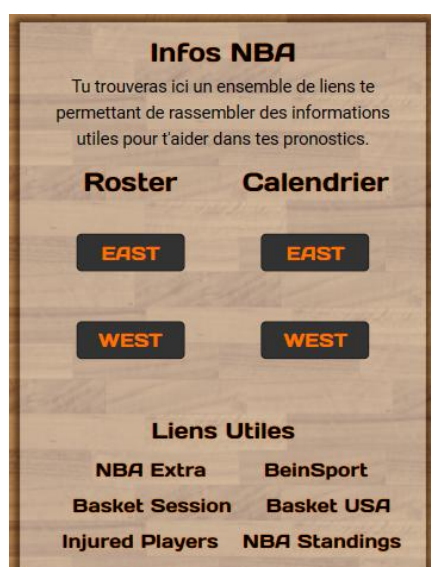 Infos NBA
Tu trouveras ici un ensemble de liens te
permettant de rassembler des informations
utiles pour t'aider dans tes pronostics.
Roster Calendrier
EAST EAST
WEST WEST
Liens Utiles
NBA Extra BeinSport
Basket Session Basket USA
Injured Players NBA Standings